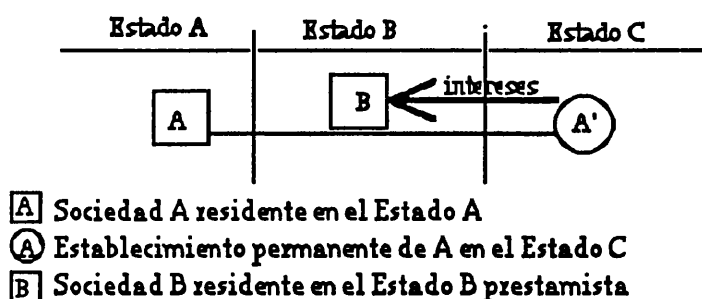 Estado A Estado B Estado C
intereses
A B A'
A Sociedad A residente en el Estado A
A Establecimiento permanente de A en el Estado C
B Sociedad B residente en el Estado B prestamista